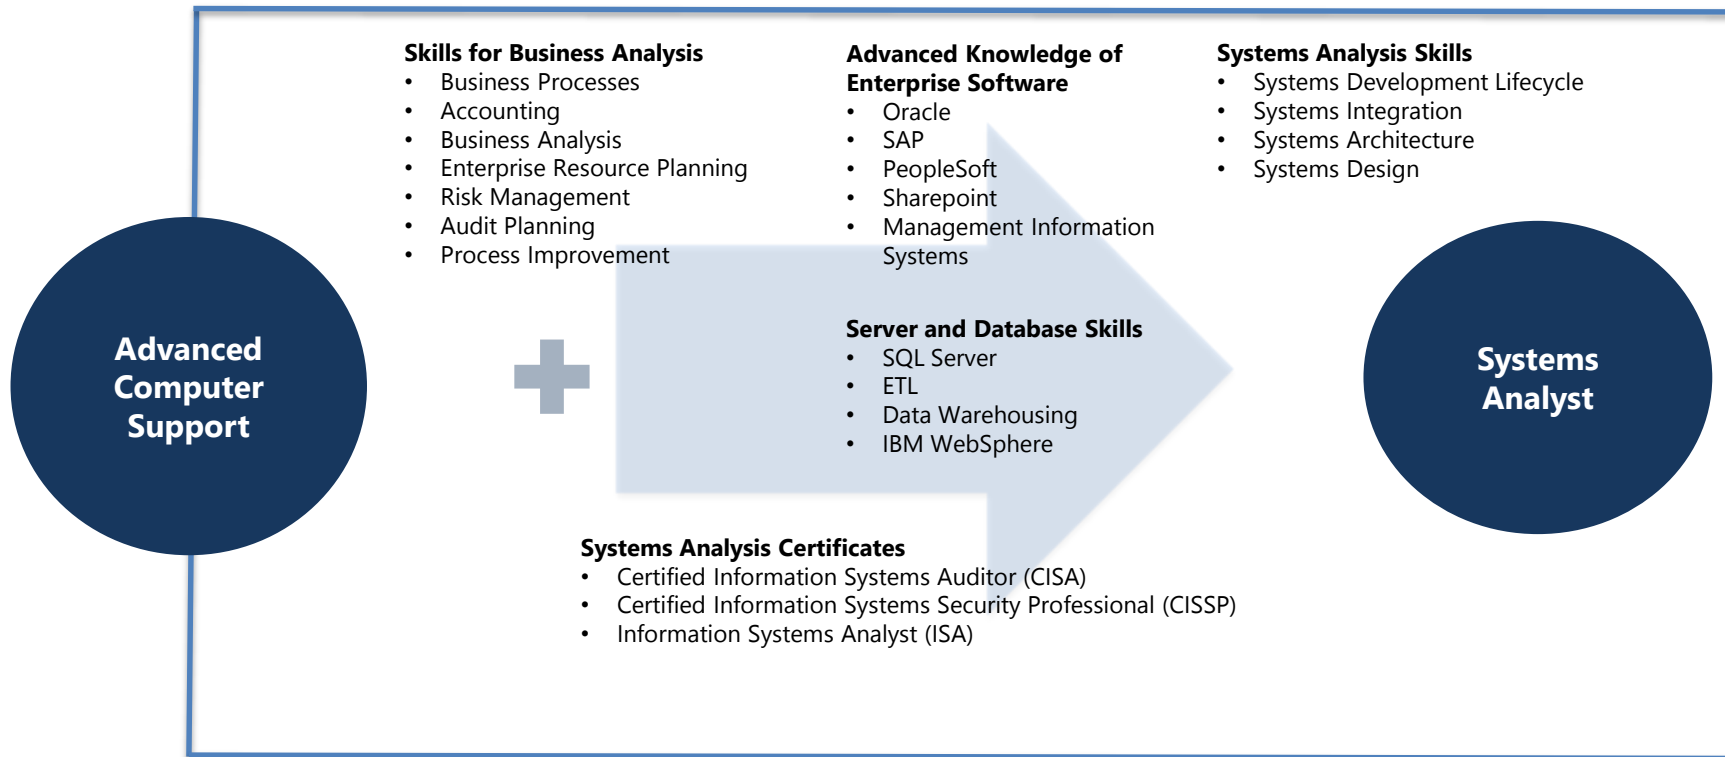 Skills for Business Analysis
• Business Processes
• Accounting
• Business Analysis
• Enterprise Resource Planning
• Risk Management
• Audit Planning
• Process Improvement
Advanced Knowledge of
Enterprise Software
• Oracle
• SAP
• PeopleSoft
• Sharepoint
• Management Information
Systems
Systems Analysis Skills
• Systems Development Lifecycle
• Systems Integration
• Systems Architecture
• Systems Design
Advanced
Computer
Support
Server and Database Skills
• SQL Server
• ETL
• Data Warehousing
• IBM WebSphere
Systems
Analyst
Systems Analysis Certificates
• Certified Information Systems Auditor (CISA)
• Certified Information Systems Security Professional (CISSP)
• Information Systems Analyst (ISA)